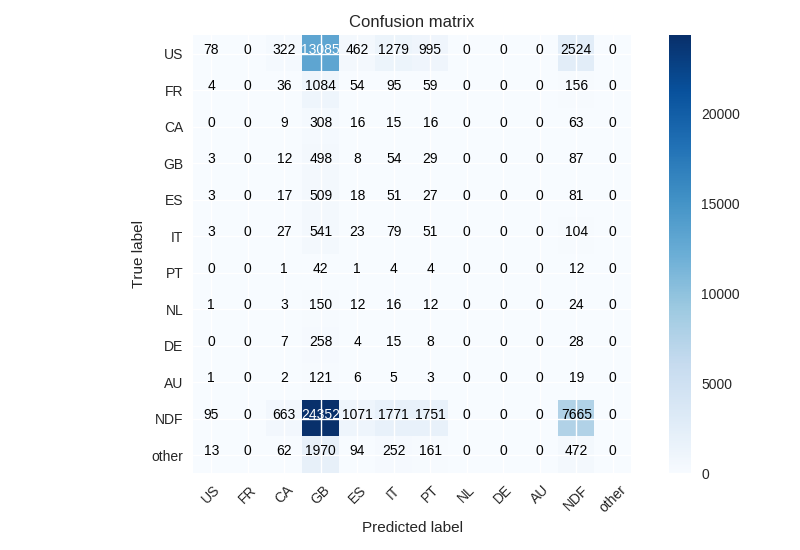 Confusion matrix
US 78 0 322 13085 462 1279 995 0 0 0 2524 0
FR 4 0 36 1084 54 95 59 0 0 0 156 0
CA 0 0 9 308 16 15 16 0 0 0 63 0
GB 3 0 12 498 8 54 29 0 0 0 87 0
ES 3 0 17 509 18 51 27 0 0 0 81 0
IT 3 0 27 541 23 79 51 0 0 0 104 0
PT 0 0 1 42 1 4 4 0 0 0 12 0
NL 1 0 3 150 12 16 12 0 0 0 24 0
DE 0 0 7 258 4 15 8 0 0 0 28 0
AU 1 0 2 121 6 5 3 0 0 0 19 0
NDF 95 0 663 24352 1071 1771 1751 0 0 0 7665 0
other 13 0 62 1970 94 252 161 0 0 0 472 0
US FR CA GB ES IT PT NL DE AU NDF other
Predicted label
True label
20000
15000
10000
5000
0